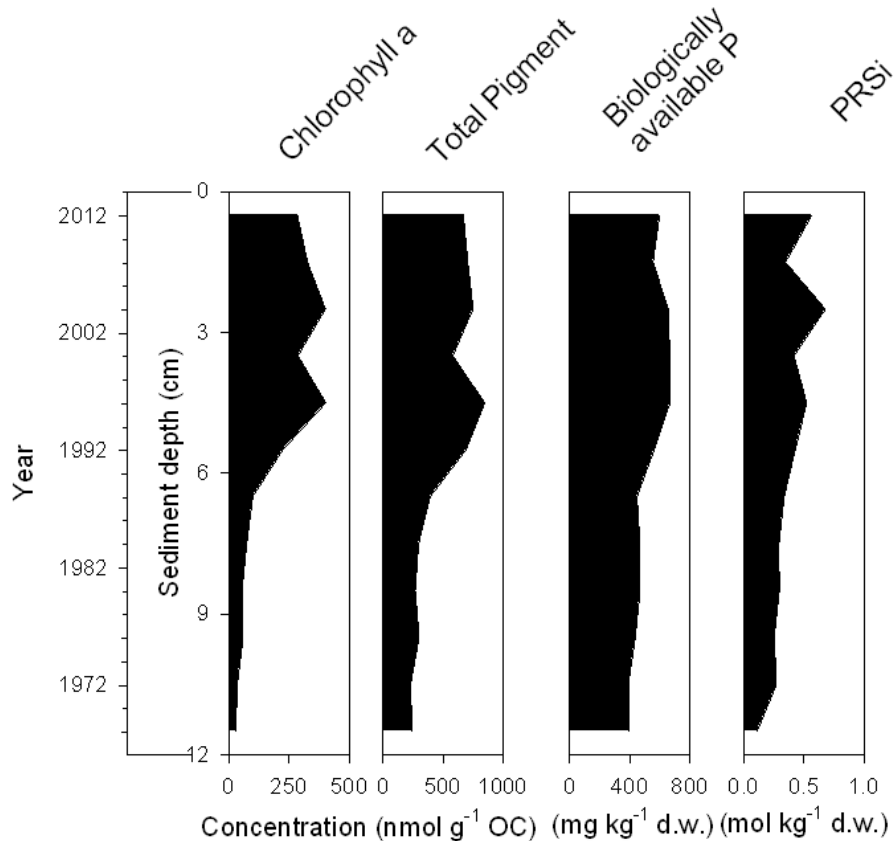 Chlorophyll a
Total Pigment
Biologically
available P
PRSi
Year
2012
2002
1992
1982
1972
Sediment depth (cm)
0
3
6
9
12
0 250 500
0 500 1000
0 400 800
0.0 0.5 1.0
Concentration (nmol g⁻¹ OC) (mg kg⁻¹ d.w.) (mol kg⁻¹ d.w.)